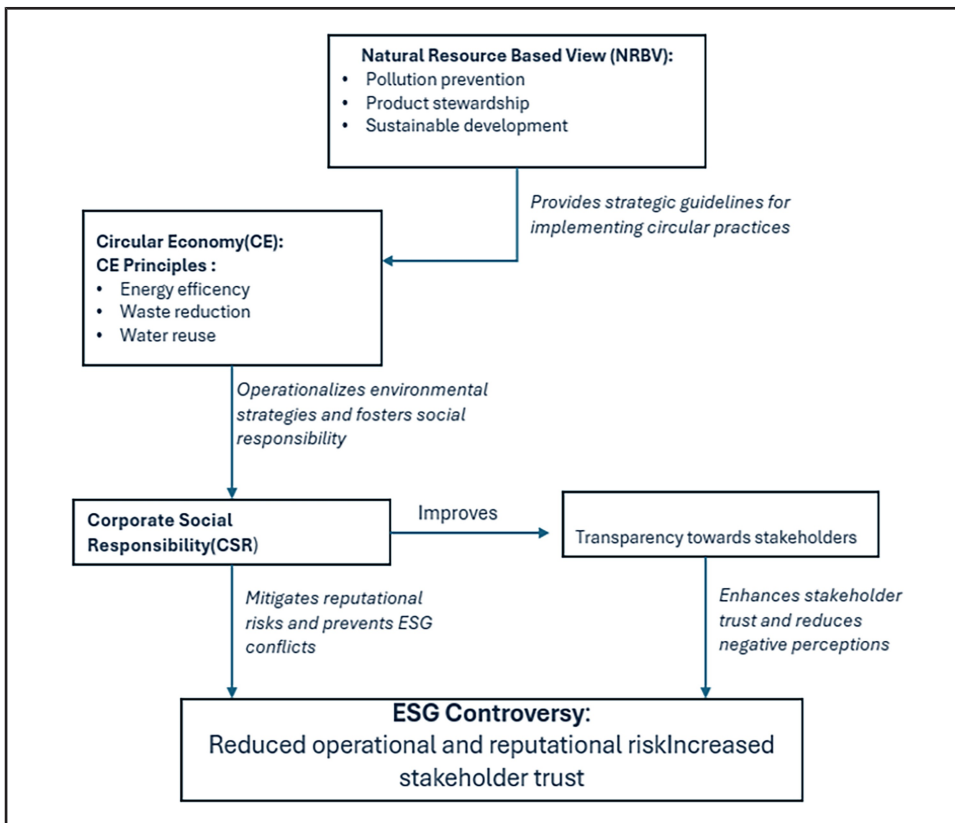 Natural Resource Based View (NRBV):
• Pollution prevention
• Product stewardship
• Sustainable development
Provides strategic guidelines for
implementing circular practices
Circular Economy(CE):
CE Principles :
• Energy efficency
• Waste reduction
• Water reuse
Operationalizes environmental
strategies and fosters social
responsibility
Corporate Social
Responsibility(CSR)
Improves
Transparency towards stakeholders
Mitigates reputational
risks and prevents ESG
conflicts
Enhances stakeholder
trust and reduces
negative perceptions
ESG Controversy:
Reduced operational and reputational riskIncreased
stakeholder trust